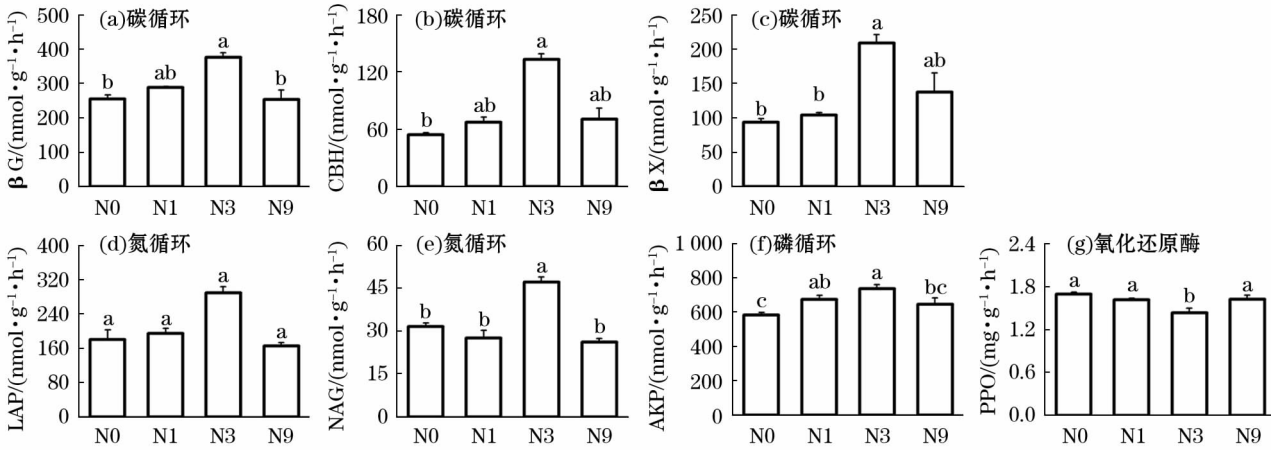 (a)碳循环
βG/(nmol•g⁻¹•h⁻¹)
500
400
300
200
100
0
b
ab
a
b
N0 N1 N3 N9
(b)碳循环
CBH/(nmol•g⁻¹•h⁻¹)
180
120
60
0
b
ab
a
ab
N0 N1 N3 N9
(c)碳循环
βX/(nmol•g⁻¹•h⁻¹)
250
200
150
100
50
0
b
b
a
ab
N0 N1 N3 N9
(d)氮循环
LAP/(nmol•g⁻¹•h⁻¹)
400
320
240
160
80
0
a
a
a
a
N0 N1 N3 N9
(e)氮循环
NAG/(nmol•g⁻¹•h⁻¹)
60
45
30
15
0
b
b
a
b
N0 N1 N3 N9
(f)磷循环
AKP/(nmol•g⁻¹•h⁻¹)
1 000
800
600
400
200
0
c
ab
a
bc
N0 N1 N3 N9
(g)氧化还原酶
PPO/(mg•g⁻¹•h⁻¹)
2.4
1.8
1.2
0.6
0.0
a
a
b
a
N0 N1 N3 N9